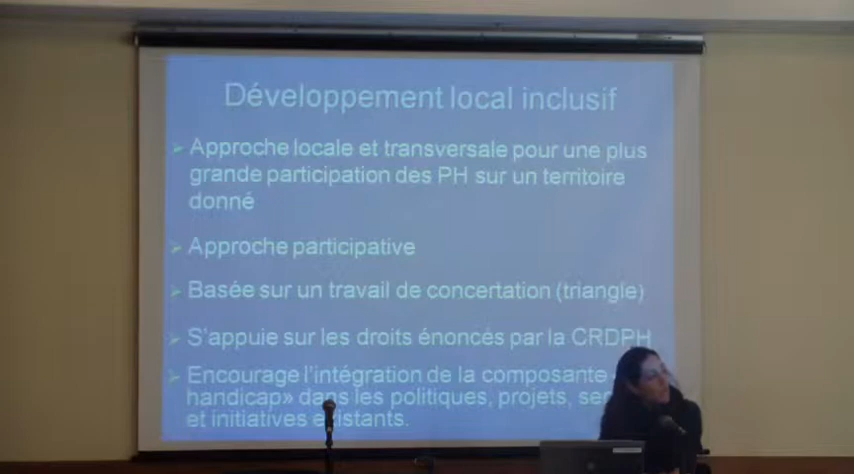 Développement local inclusif
Approche locale et transversale pour une plus
grande participation des PH sur un territoire
donné
Approche participative
Basée sur un travail de concertation (triangle)
S'appuie sur les droits énoncés par la CRDPH
Encourage l'intégration de la composante
handicap» dans les politiques, projets,
et initiatives existants.